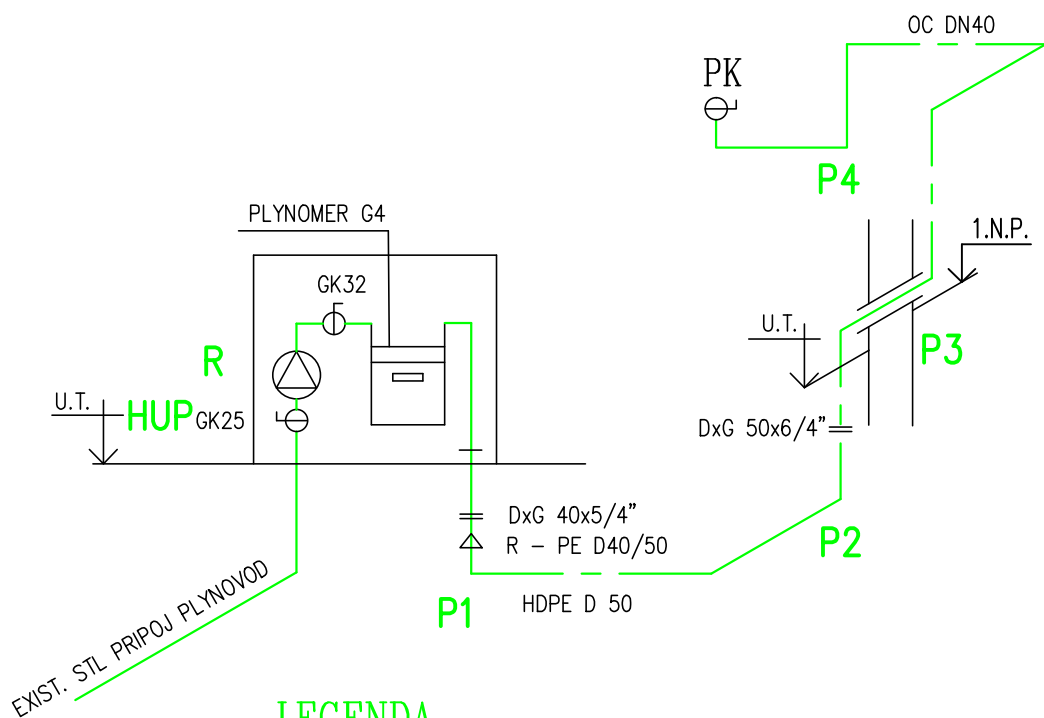 OC DN40
PK
P4
PLYNOMER G4
1.N.P.
GK32
U.T.
R
P3
U.T.
HUP
GK25
DxG 50x6/4”
DxG 40x5/4”
R – PE D40/50
P2
HDPE D 50
P1
EXIST. STL PRIPOJ PLYNOVOD
LEGENDA